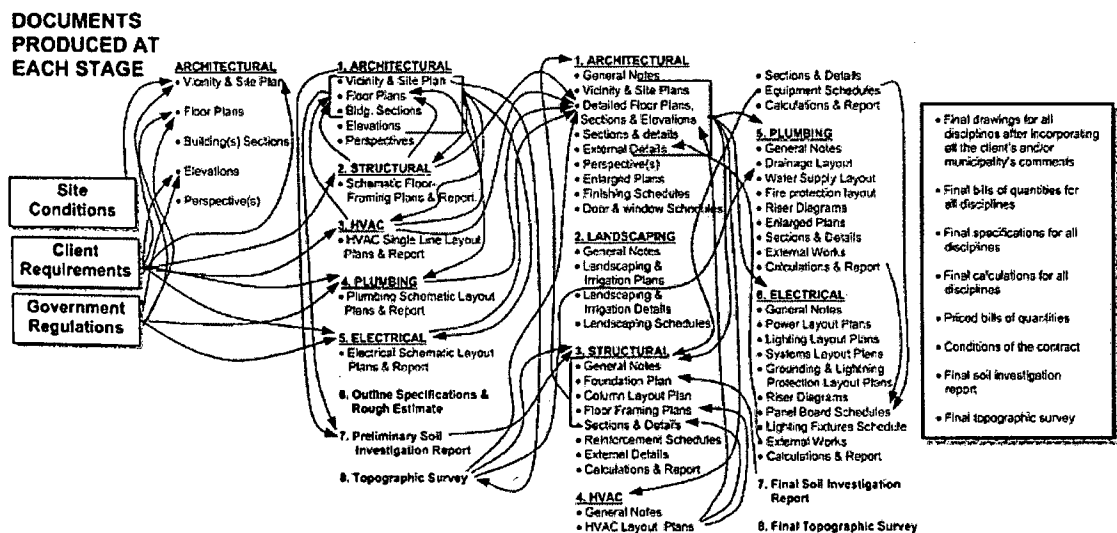 DOCUMENTS
PRODUCED AT
EACH STAGE
Site
Conditions
Client
Requirements
Government
Regulations
ARCHITECTURAL
• Vicinity & Site Plan
• Floor Plans
• Building(s) Sections
• Elevations
• Perspective(s)
1. ARCHITECTURAL
• Vicinity & Site Plan
• Floor Plans
• Bldg. Sections
• Elevations
• Perspectives
2. STRUCTURAL
• Schematic Floor-
Framing Plans & Report
3. HVAC
• HVAC Single Line Layout
Plans & Report
4. PLUMBING
• Plumbing Schematic Layout
Plans & Report
5. ELECTRICAL
• Electrical Schematic Layout
Plans & Report
6. Outline Specifications &
Rough Estimate
7. Preliminary Soil
Investigation Report
8. Topographic Survey
1. ARCHITECTURAL
• General Notes
• Vicinity & Site Plans
• Detailed Floor Plans,
Sections & Elevations
• Sections & details
• External Details
• Perspective(s)
• Enlarged Plans
• Finishing Schedules
• Door & window Schedules
2. LANDSCAPING
• General Notes
• Landscaping &
Irrigation Plans
• Landscaping &
Irrigation Details
• Landscaping Schedules
3. STRUCTURAL
• General Notes
• Foundation Plan
• Column Layout Plan
• Floor Framing Plans
• Sections & Details
• Reinforcement Schedules
• External Details
• Calculations & Report
4. HVAC
• General Notes
• HVAC Layout Plans
• Sections & Details
• Equipment Schedules
• Calculations & Report
5. PLUMBING
• General Notes
• Drainage Layout
• Water Supply Layout
• Fire protection layout
• Riser Diagrams
• Enlarged Plans
• Sections & Details
• External Works
• Calculations & Report
6. ELECTRICAL
• General Notes
• Power Layout Plans
• Lighting Layout Plans
• Systems Layout Plans
• Grounding & Lightning
Protection Layout Plans
• Riser Diagrams
• Panel Board Schedules
• Lighting Fixtures Schedule
• External Works
• Calculations & Report
7. Final Soil Investigation
Report
8. Final Topographic Survey
• Final drawings for all
disciplines after incorporating
all the client's and/or
municipality's comments
• Final bills of quantities for
all disciplines
• Final specifications for all
disciplines
• Final calculations for all
disciplines
• Priced bills of quantities
• Conditions of the contract
• Final soil investigation
report
• Final topographic survey